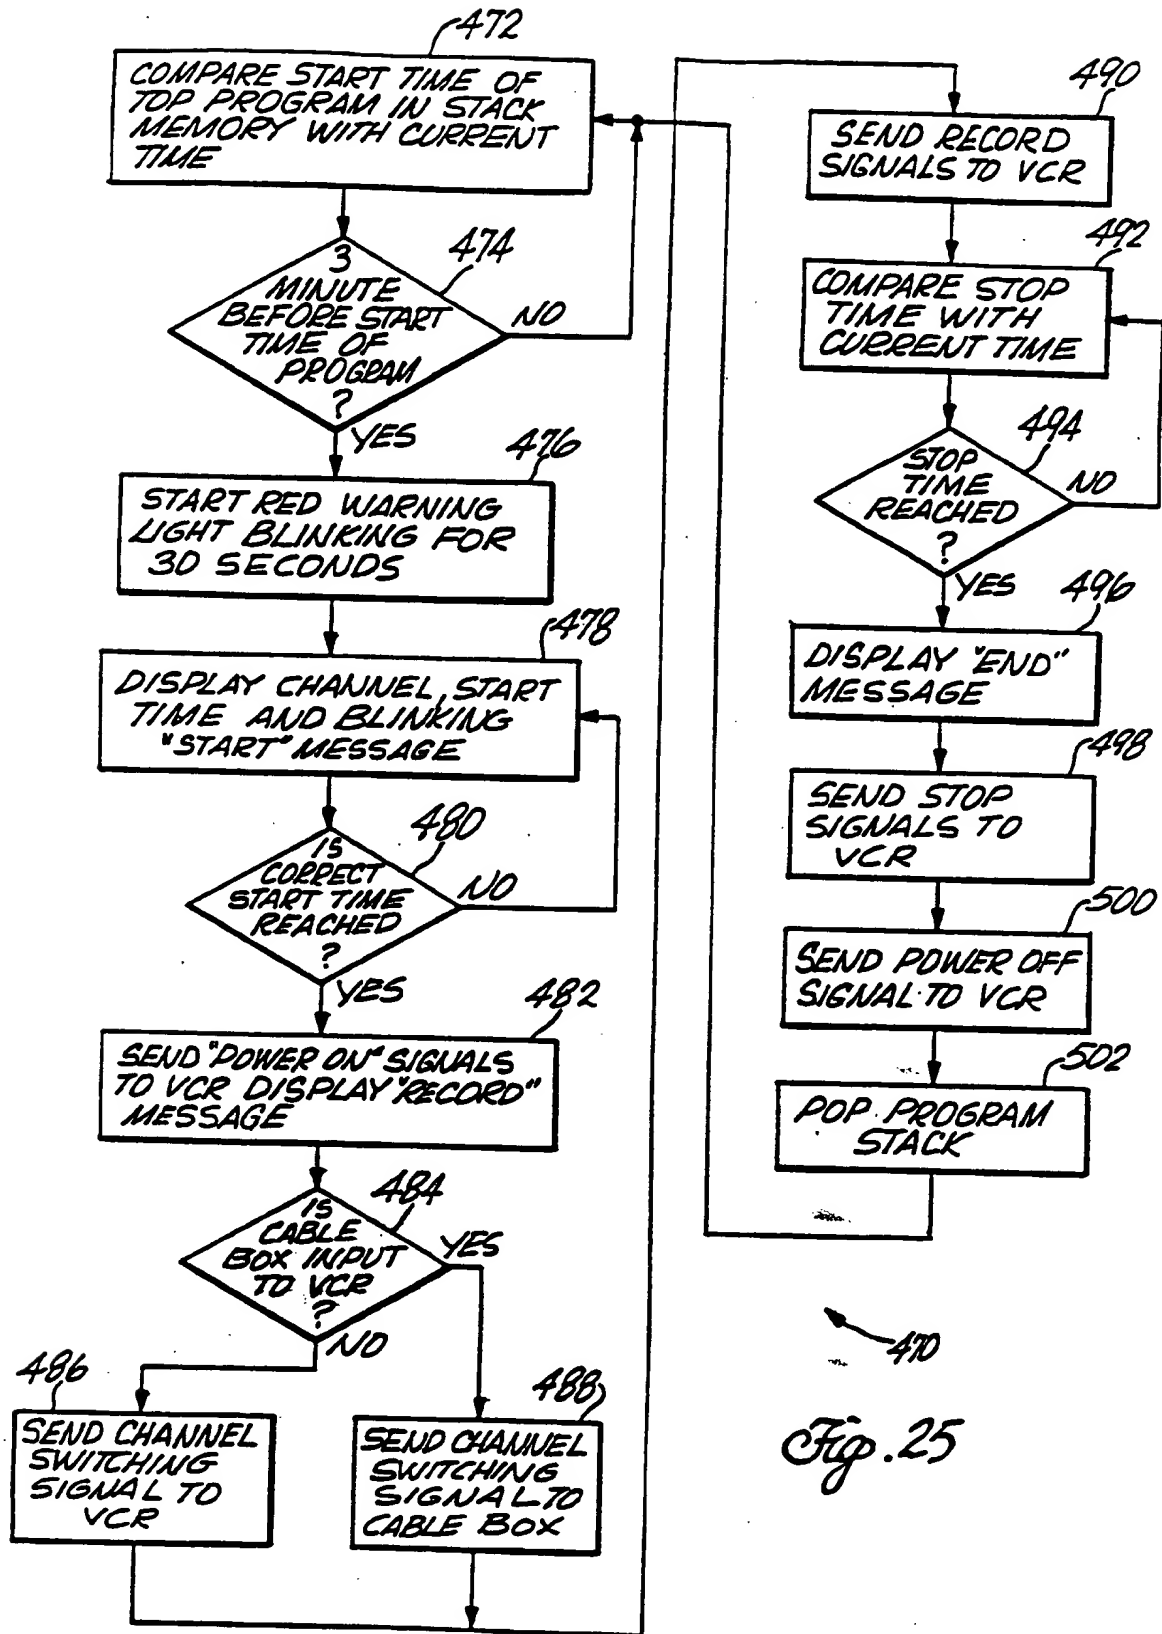 472
COMPARE START TIME OF
TOP PROGRAM IN STACK
MEMORY WITH CURRENT
TIME
474
3
MINUTE
BEFORE START
TIME OF
PROGRAM
?
NO
YES
476
START RED WARNING
LIGHT BLINKING FOR
30 SECONDS
478
DISPLAY CHANNEL, START
TIME AND BLINKING
"START" MESSAGE
480
IS
CORRECT
START TIME
REACHED
?
NO
YES
482
SEND "POWER ON" SIGNALS
TO VCR DISPLAY "RECORD"
MESSAGE
484
IS
CABLE
BOX INPUT
TO VCR
?
YES
NO
486
SEND CHANNEL
SWITCHING
SIGNAL TO
VCR
488
SEND CHANNEL
SWITCHING
SIGNAL TO
CABLE BOX
490
SEND RECORD
SIGNALS TO VCR
492
COMPARE STOP
TIME WITH
CURRENT TIME
494
STOP
TIME
REACHED
?
NO
YES
496
DISPLAY "END"
MESSAGE
498
SEND STOP
SIGNALS TO
VCR
500
SEND POWER OFF
SIGNAL TO VCR
502
POP PROGRAM
STACK
470
Fig. 25